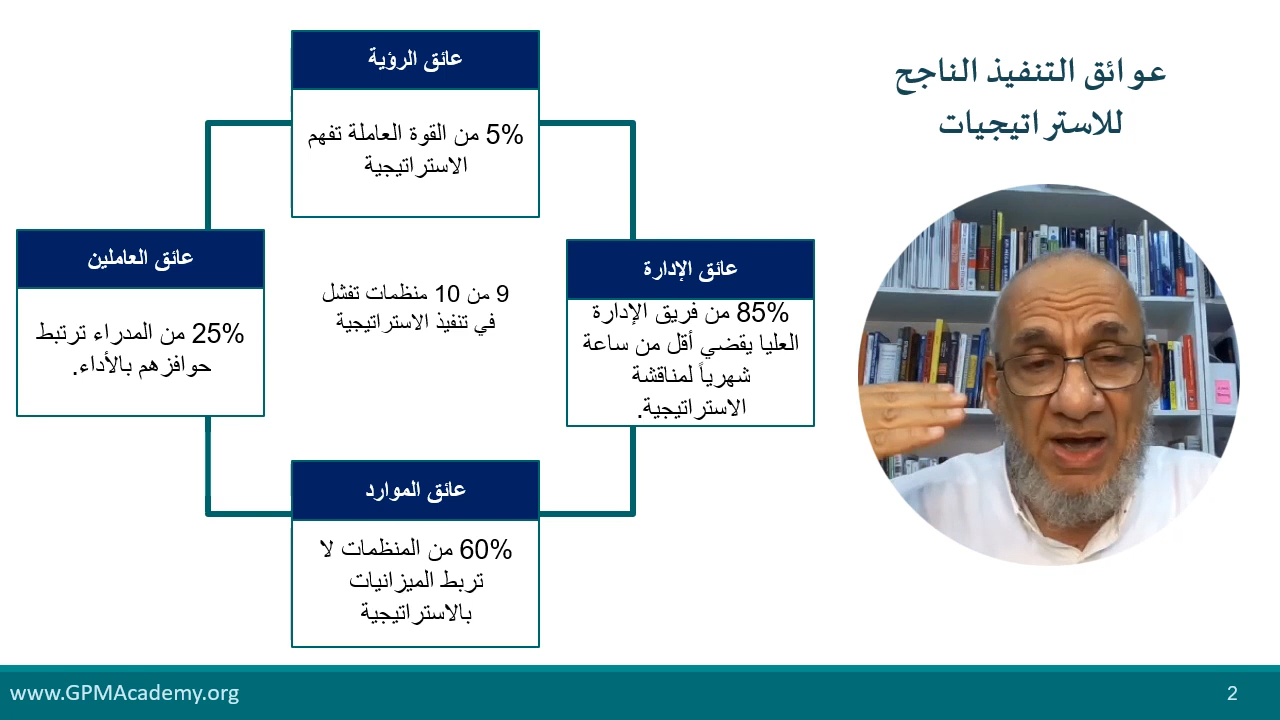 عوائق التنفيذ الناجح
للاستراتيجيات
عائق الرؤية
5% من القوة العاملة تفهم
الاستراتيجية
عائق الإدارة
85% من فريق الإدارة
العليا يقضي أقل من ساعة
شهرياً لمناقشة
الاستراتيجية.
9 من 10 منظمات تفشل
في تنفيذ الاستراتيجية
عائق العاملين
25% من المدراء ترتبط
حوافزهم بالأداء.
عائق الموارد
60% من المنظمات لا
تربط الميزانيات
بالاستراتيجية
www.GPMAcademy.org
2